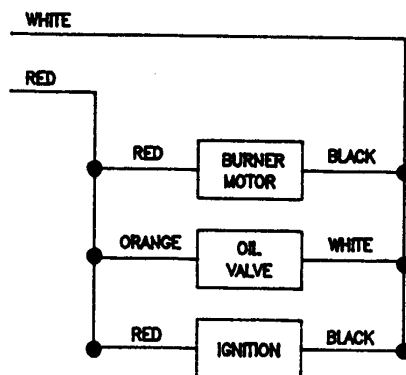 WHITE
RED
RED
BURNER
MOTOR
BLACK
ORANGE
OIL
VALVE
WHITE
RED
IGNITION
BLACK